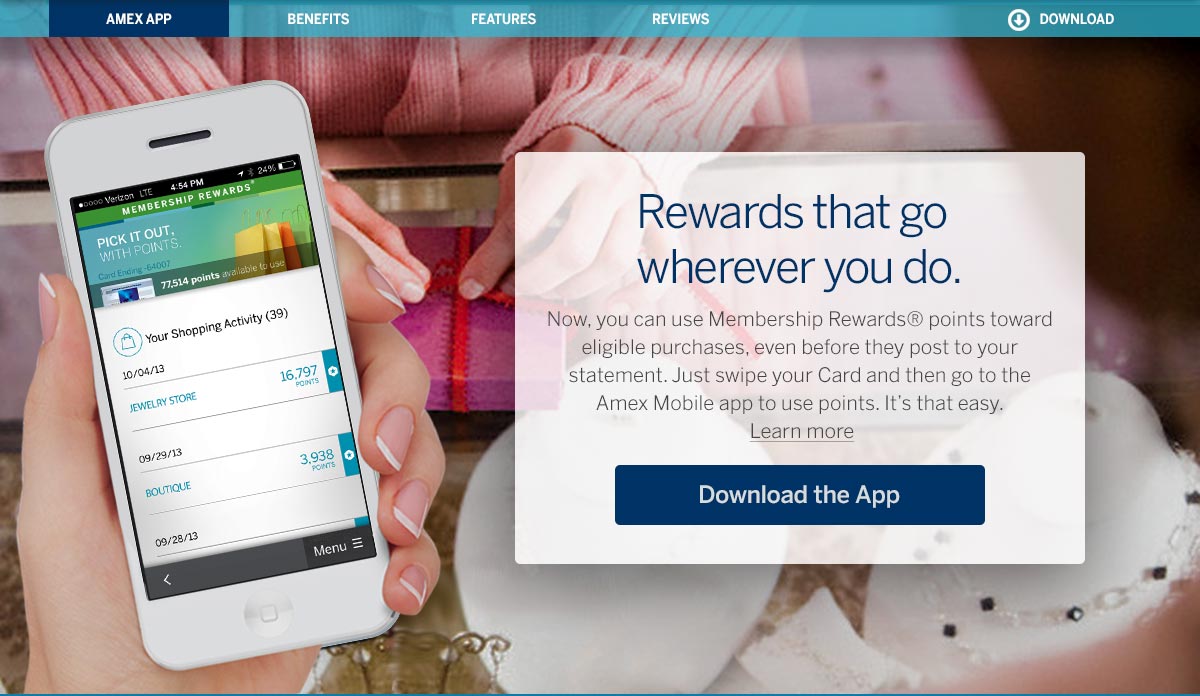 AMEX APP
BENEFITS
FEATURES
REVIEWS
DOWNLOAD
Verizon LTE 4:54 PM 24%
MEMBERSHIP REWARDS®
PICK IT OUT,
WITH POINTS.
Card Ending -64007
77,514 points available to use
Your Shopping Activity (39)
10/04/13
16,797
POINTS
JEWELRY STORE
09/29/13
3,938
POINTS
BOUTIQUE
09/28/13
Menu
Rewards that go
wherever you do.
Now, you can use Membership Rewards® points toward
eligible purchases, even before they post to your
statement. Just swipe your Card and then go to the
Amex Mobile app to use points. It's that easy.
Learn more
Download the App